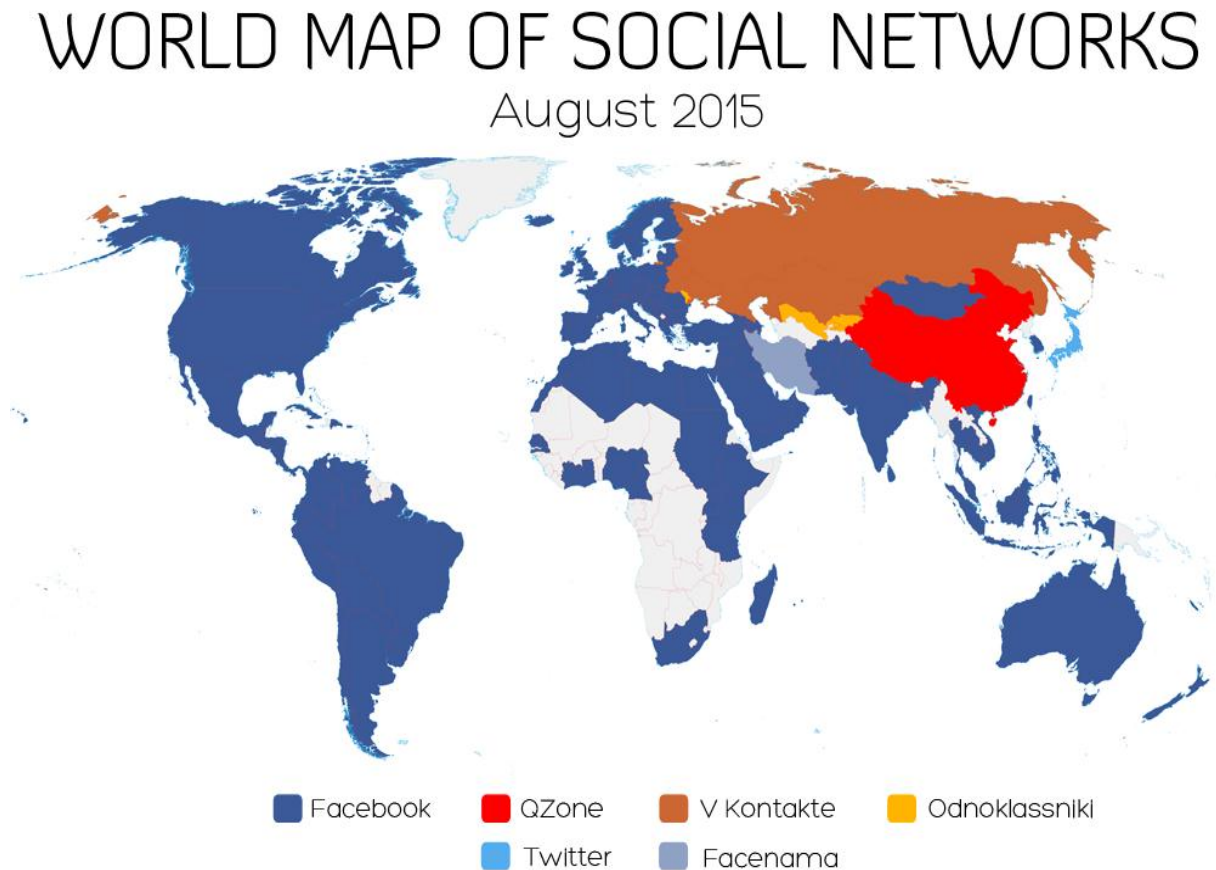 WORLD MAP OF SOCIAL NETWORKS
August 2015
Facebook QZone V Kontakte Odnoklassniki
Twitter Facenama